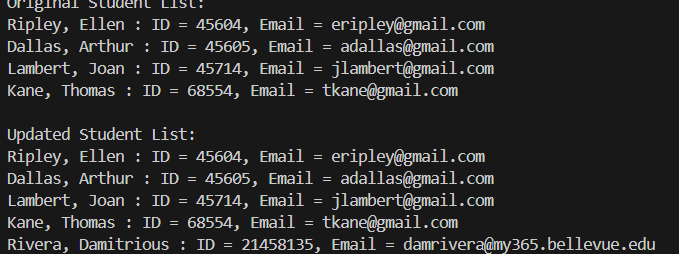 Original Student List:
Ripley, Ellen : ID = 45604, Email = eripley@gmail.com
Dallas, Arthur : ID = 45605, Email = adallas@gmail.com
Lambert, Joan : ID = 45714, Email = jlambert@gmail.com
Kane, Thomas : ID = 68554, Email = tkane@gmail.com

Updated Student List:
Ripley, Ellen : ID = 45604, Email = eripley@gmail.com
Dallas, Arthur : ID = 45605, Email = adallas@gmail.com
Lambert, Joan : ID = 45714, Email = jlambert@gmail.com
Kane, Thomas : ID = 68554, Email = tkane@gmail.com
Rivera, Damitrious : ID = 21458135, Email = damrivera@my365.bellevue.edu